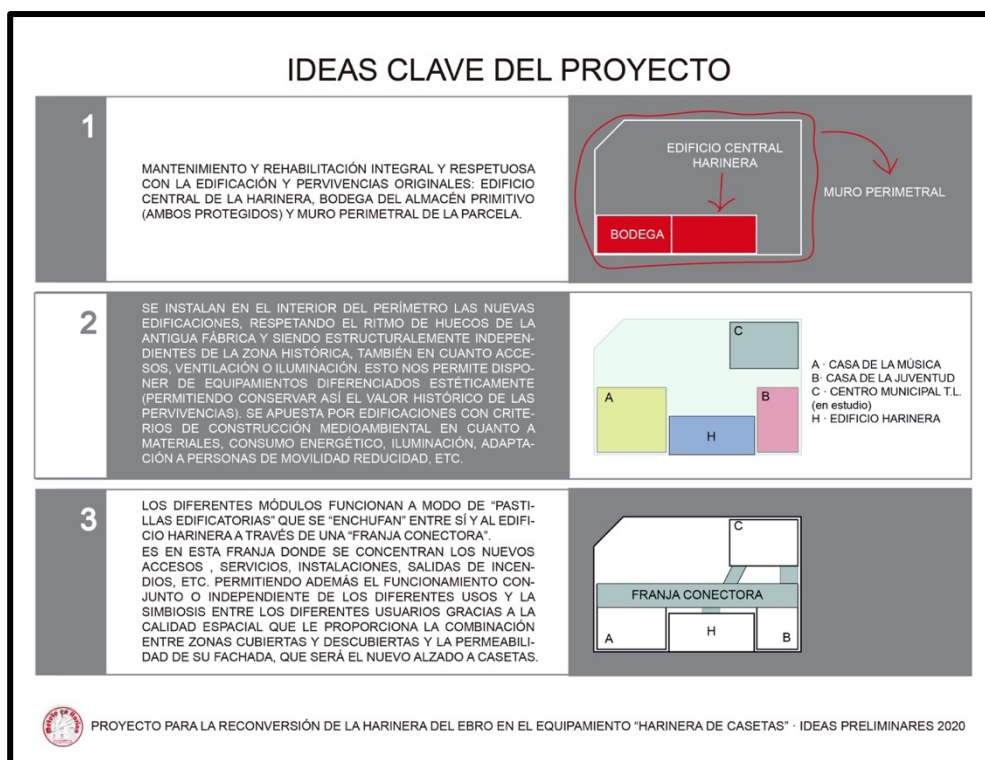 IDEAS CLAVE DEL PROYECTO
1
MANTENIMIENTO Y REHABILITACIÓN INTEGRAL Y RESPETUOSA
CON LA EDIFICACIÓN Y PERVIVENCIAS ORIGINALES: EDIFICIO
CENTRAL DE LA HARINERA, BODEGA DEL ALMACÉN PRIMITIVO
(AMBOS PROTEGIDOS) Y MURO PERIMETRAL DE LA PARCELA.
EDIFICIO CENTRAL
HARINERA
MURO PERIMETRAL
BODEGA
2
SE INSTALAN EN EL INTERIOR DEL PERÍMETRO LAS NUEVAS
EDIFICACIONES, RESPETANDO EL RITMO DE HUECOS DE LA
ANTIGUA FÁBRICA Y SIENDO ESTRUCTURALEMENTE INDEPEN-
DIENTES DE LA ZONA HISTÓRICA, TAMBIÉN EN CUANTO ACCE-
SOS, VENTILACIÓN O ILUMINACIÓN. ESTO NOS PERMITE DISPO-
NER DE EQUIPAMIENTOS DIFERENCIADOS ESTÉTICAMENTE
(PERMITIENDO CONSERVAR ASÍ EL VALOR HISTÓRICO DE LAS
PERVIVENCIAS). SE APUESTA POR EDIFICACIONES CON CRITE-
RIOS DE CONSTRUCCIÓN MEDIOAMBIENTAL EN CUANTO A
MATERIALES, CONSUMO ENERGÉTICO, ILUMINACIÓN, ADAPTA-
CIÓN A PERSONAS DE MOVILIDAD REDUCIDAD, ETC.
C
A
B
H
A · CASA DE LA MÚSICA
B· CASA DE LA JUVENTUD
C · CENTRO MUNICIPAL T.L.
(en estudio)
H · EDIFICIO HARINERA
3
LOS DIFERENTES MÓDULOS FUNCIONAN A MODO DE “PASTI-
LLAS EDIFICATORIAS” QUE SE “ENCHUFAN” ENTRE SÍ Y AL EDIFI-
CIO HARINERA A TRAVÉS DE UNA “FRANJA CONECTORA”.
ES EN ESTA FRANJA DONDE SE CONCENTRAN LOS NUEVOS
ACCESOS , SERVICIOS, INSTALACIONES, SALIDAS DE INCEN-
DIOS, ETC. PERMITIENDO ADEMÁS EL FUNCIONAMIENTO CON-
JUNTO O INDEPENDIENTE DE LOS DIFERENTES USOS Y LA
SIMBIOSIS ENTRE LOS DIFERENTES USUARIOS GRACIAS A LA
CALIDAD ESPACIAL QUE LE PROPORCIONA LA COMBINACIÓN
ENTRE ZONAS CUBIERTAS Y DESCUBIERTAS Y LA PERMEABILI-
DAD DE SU FACHADA, QUE SERÁ EL NUEVO ALZADO A CASETAS.
C
FRANJA CONECTORA
A
H
B
PROYECTO PARA LA RECONVERSIÓN DE LA HARINERA DEL EBRO EN EL EQUIPAMIENTO “HARINERA DE CASETAS” · IDEAS PRELIMINARES 2020